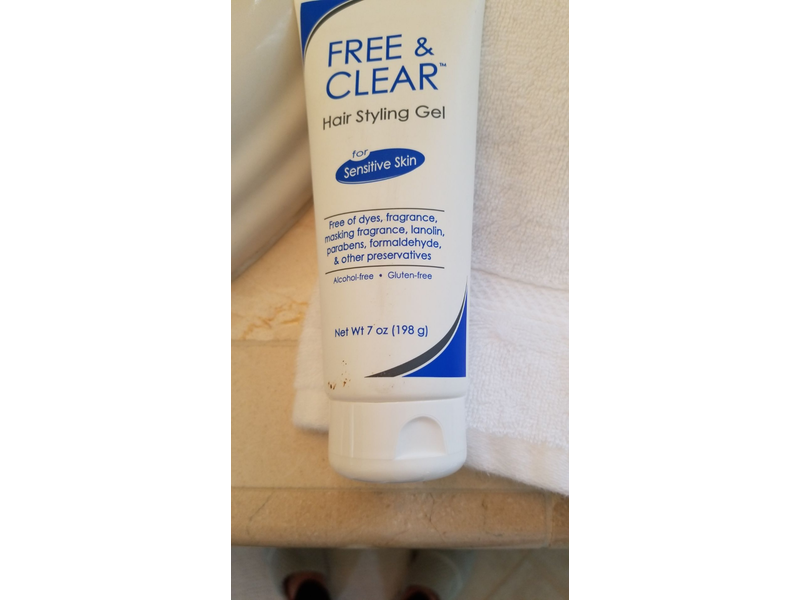 FREE &
CLEAR™
Hair Styling Gel
for
Sensitive Skin
Free of dyes, fragrance,
masking fragrance, lanolin,
parabens, formaldehyde,
& other preservatives
Alcohol-free • Gluten-free
Net Wt 7 oz (198 g)